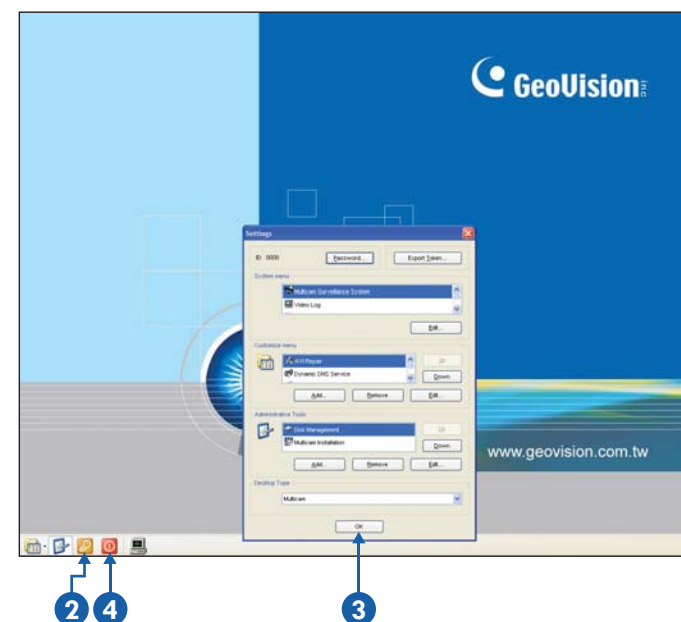 GeoVision inc
Settings
ID: 0000
Password...
Export Token...
System menu
Multicam Surveillance System
Video Log
Edit...
Customize menu
AVI Repair
Dynamic DNS Service
Up
Down
Add...
Remove
Edit...
Administrative Tools
Disk Management
Multicam Installation
Up
Down
Add...
Remove
Edit...
Desktop Type
Multicam
OK
www.geovision.com.tw
2
4
3